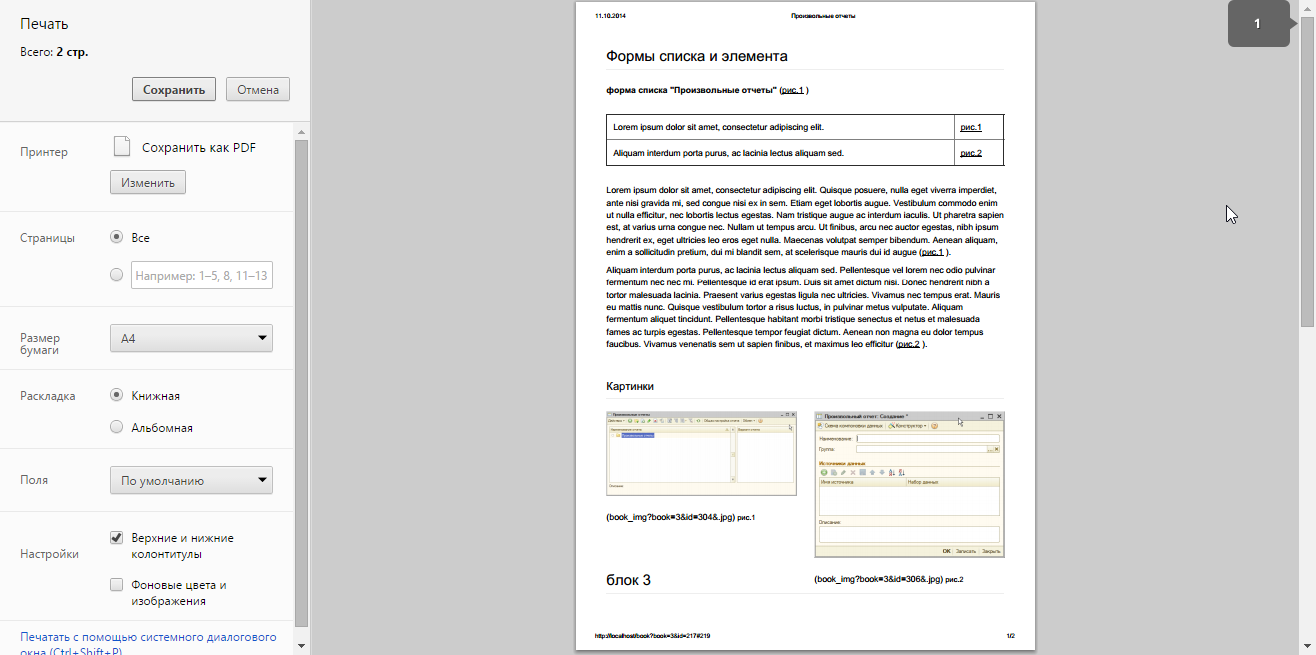 Печать
Всего: 2 стр.
Сохранить
Отмена
Принтер
Сохранить как PDF
Изменить
Страницы
Все
Например: 1–5, 8, 11–13
Размер
бумаги
A4
Раскладка
Книжная
Альбомная
Поля
По умолчанию
Настройки
Верхние и нижние
колонтитулы
Фоновые цвета и
изображения
Печатать с помощью системного диалогового
окна (Ctrl+Shift+P)
11.10.2014
Произвольные отчеты
Формы списка и элемента
форма списка "Произвольные отчеты" (рис.1 )
Lorem ipsum dolor sit amet, consectetur adipiscing elit.
рис.1
Aliquam interdum porta purus, ac lacinia lectus aliquam sed.
рис.2
Lorem ipsum dolor sit amet, consectetur adipiscing elit. Quisque posuere, nulla eget viverra imperdiet,
ante nisi gravida mi, sed congue nisi ex in sem. Etiam eget lobortis augue. Vestibulum commodo enim
ut nulla efficitur, nec lobortis lectus egestas. Nam tristique augue ac interdum iaculis. Ut pharetra sapien
est, at varius urna congue nec. Nullam ut tempus arcu. Ut finibus, arcu nec auctor egestas, nibh ipsum
hendrerit ex, eget ultricies leo eros eget nulla. Maecenas volutpat semper bibendum. Aenean aliquam,
enim a sollicitudin pretium, dui mi blandit sem, at scelerisque mauris dui id augue (рис.1 ).
Aliquam interdum porta purus, ac lacinia lectus aliquam sed. Pellentesque vel lorem nec odio pulvinar
fermentum nec nec mi. Pellentesque id erat ipsum. Duis sit amet dictum nisi. Donec hendrerit nibh a
tortor malesuada lacinia. Praesent varius egestas ligula nec ultricies. Vivamus nec tempus erat. Mauris
eu mattis nunc. Quisque vestibulum tortor a risus luctus, in pulvinar metus vulputate. Aliquam
fermentum aliquet tincidunt. Pellentesque habitant morbi tristique senectus et netus et malesuada
fames ac turpis egestas. Pellentesque tempor feugiat dictum. Aenean non magna eu dolor tempus
faucibus. Vivamus venenatis sem ut sapien finibus, et maximus leo efficitur (рис.2 ).
Картинки
Произвольные отчеты
Произвольный отчет: Создание *
Схема компоновки данных
Конструктор
Наименование:
Группа:
Источники данных
Имя источника
Набор данных
Описание:
OK
Записать
Закрыть
(book_img?book=3&id=304&.jpg) рис.1
(book_img?book=3&id=306&.jpg) рис.2
блок 3
http://localhost/book?book=3&id=217#219
1/2
1